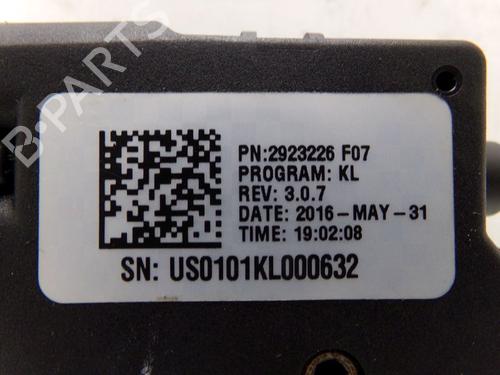 B-PARTS
PN:2923226 F07
PROGRAM: KL
REV: 3.0.7
DATE: 2016-MAY-31
TIME: 19:02:08
SN: US0101KL000632